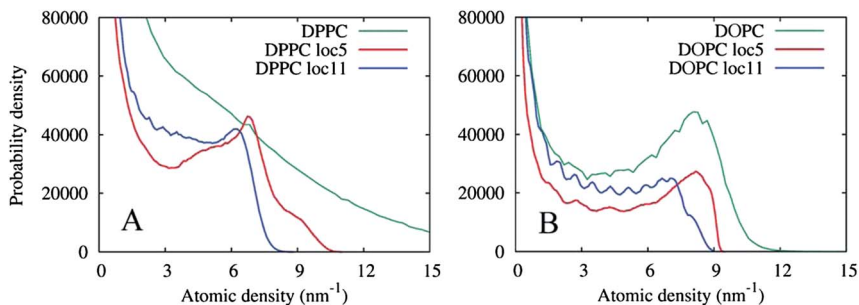 80000
60000
40000
20000
0
Probability density
0 3 6 9 12 15
Atomic density (nm⁻¹)
DPPC
DPPC loc5
DPPC loc11
A
80000
60000
40000
20000
0
0 3 6 9 12 15
Atomic density (nm⁻¹)
DOPC
DOPC loc5
DOPC loc11
B